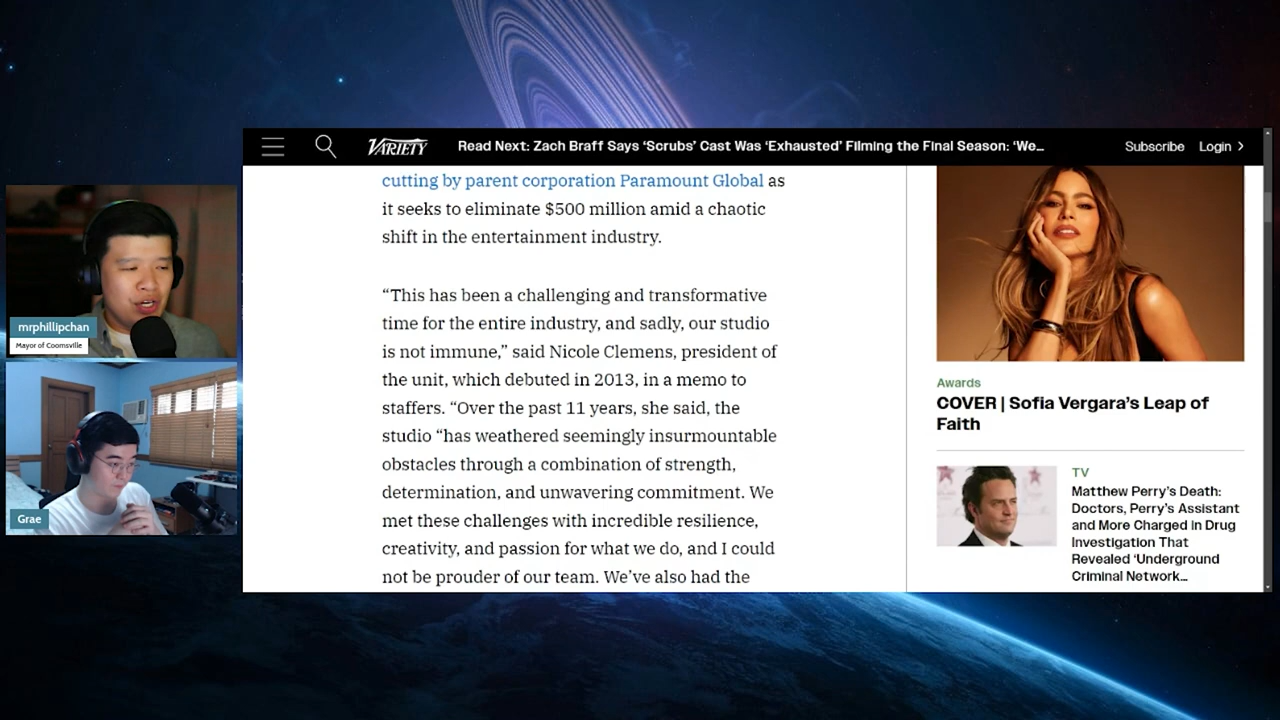 VARIETY
Read Next: Zach Braff Says ‘Scrubs’ Cast Was ‘Exhausted’ Filming the Final Season: ‘We...
Subscribe
Login
cutting by parent corporation Paramount Global as
it seeks to eliminate $500 million amid a chaotic
shift in the entertainment industry.
“This has been a challenging and transformative
time for the entire industry, and sadly, our studio
is not immune,” said Nicole Clemens, president of
the unit, which debuted in 2013, in a memo to
staffers. “Over the past 11 years, she said, the
studio “has weathered seemingly insurmountable
obstacles through a combination of strength,
determination, and unwavering commitment. We
met these challenges with incredible resilience,
creativity, and passion for what we do, and I could
not be prouder of our team. We’ve also had the
Awards
COVER | Sofia Vergara’s Leap of
Faith
TV
Matthew Perry’s Death:
Doctors, Perry’s Assistant
and More Charged in Drug
Investigation That
Revealed ‘Underground
Criminal Network...
mrphillipchan
Mayor of Coomsville
Grae